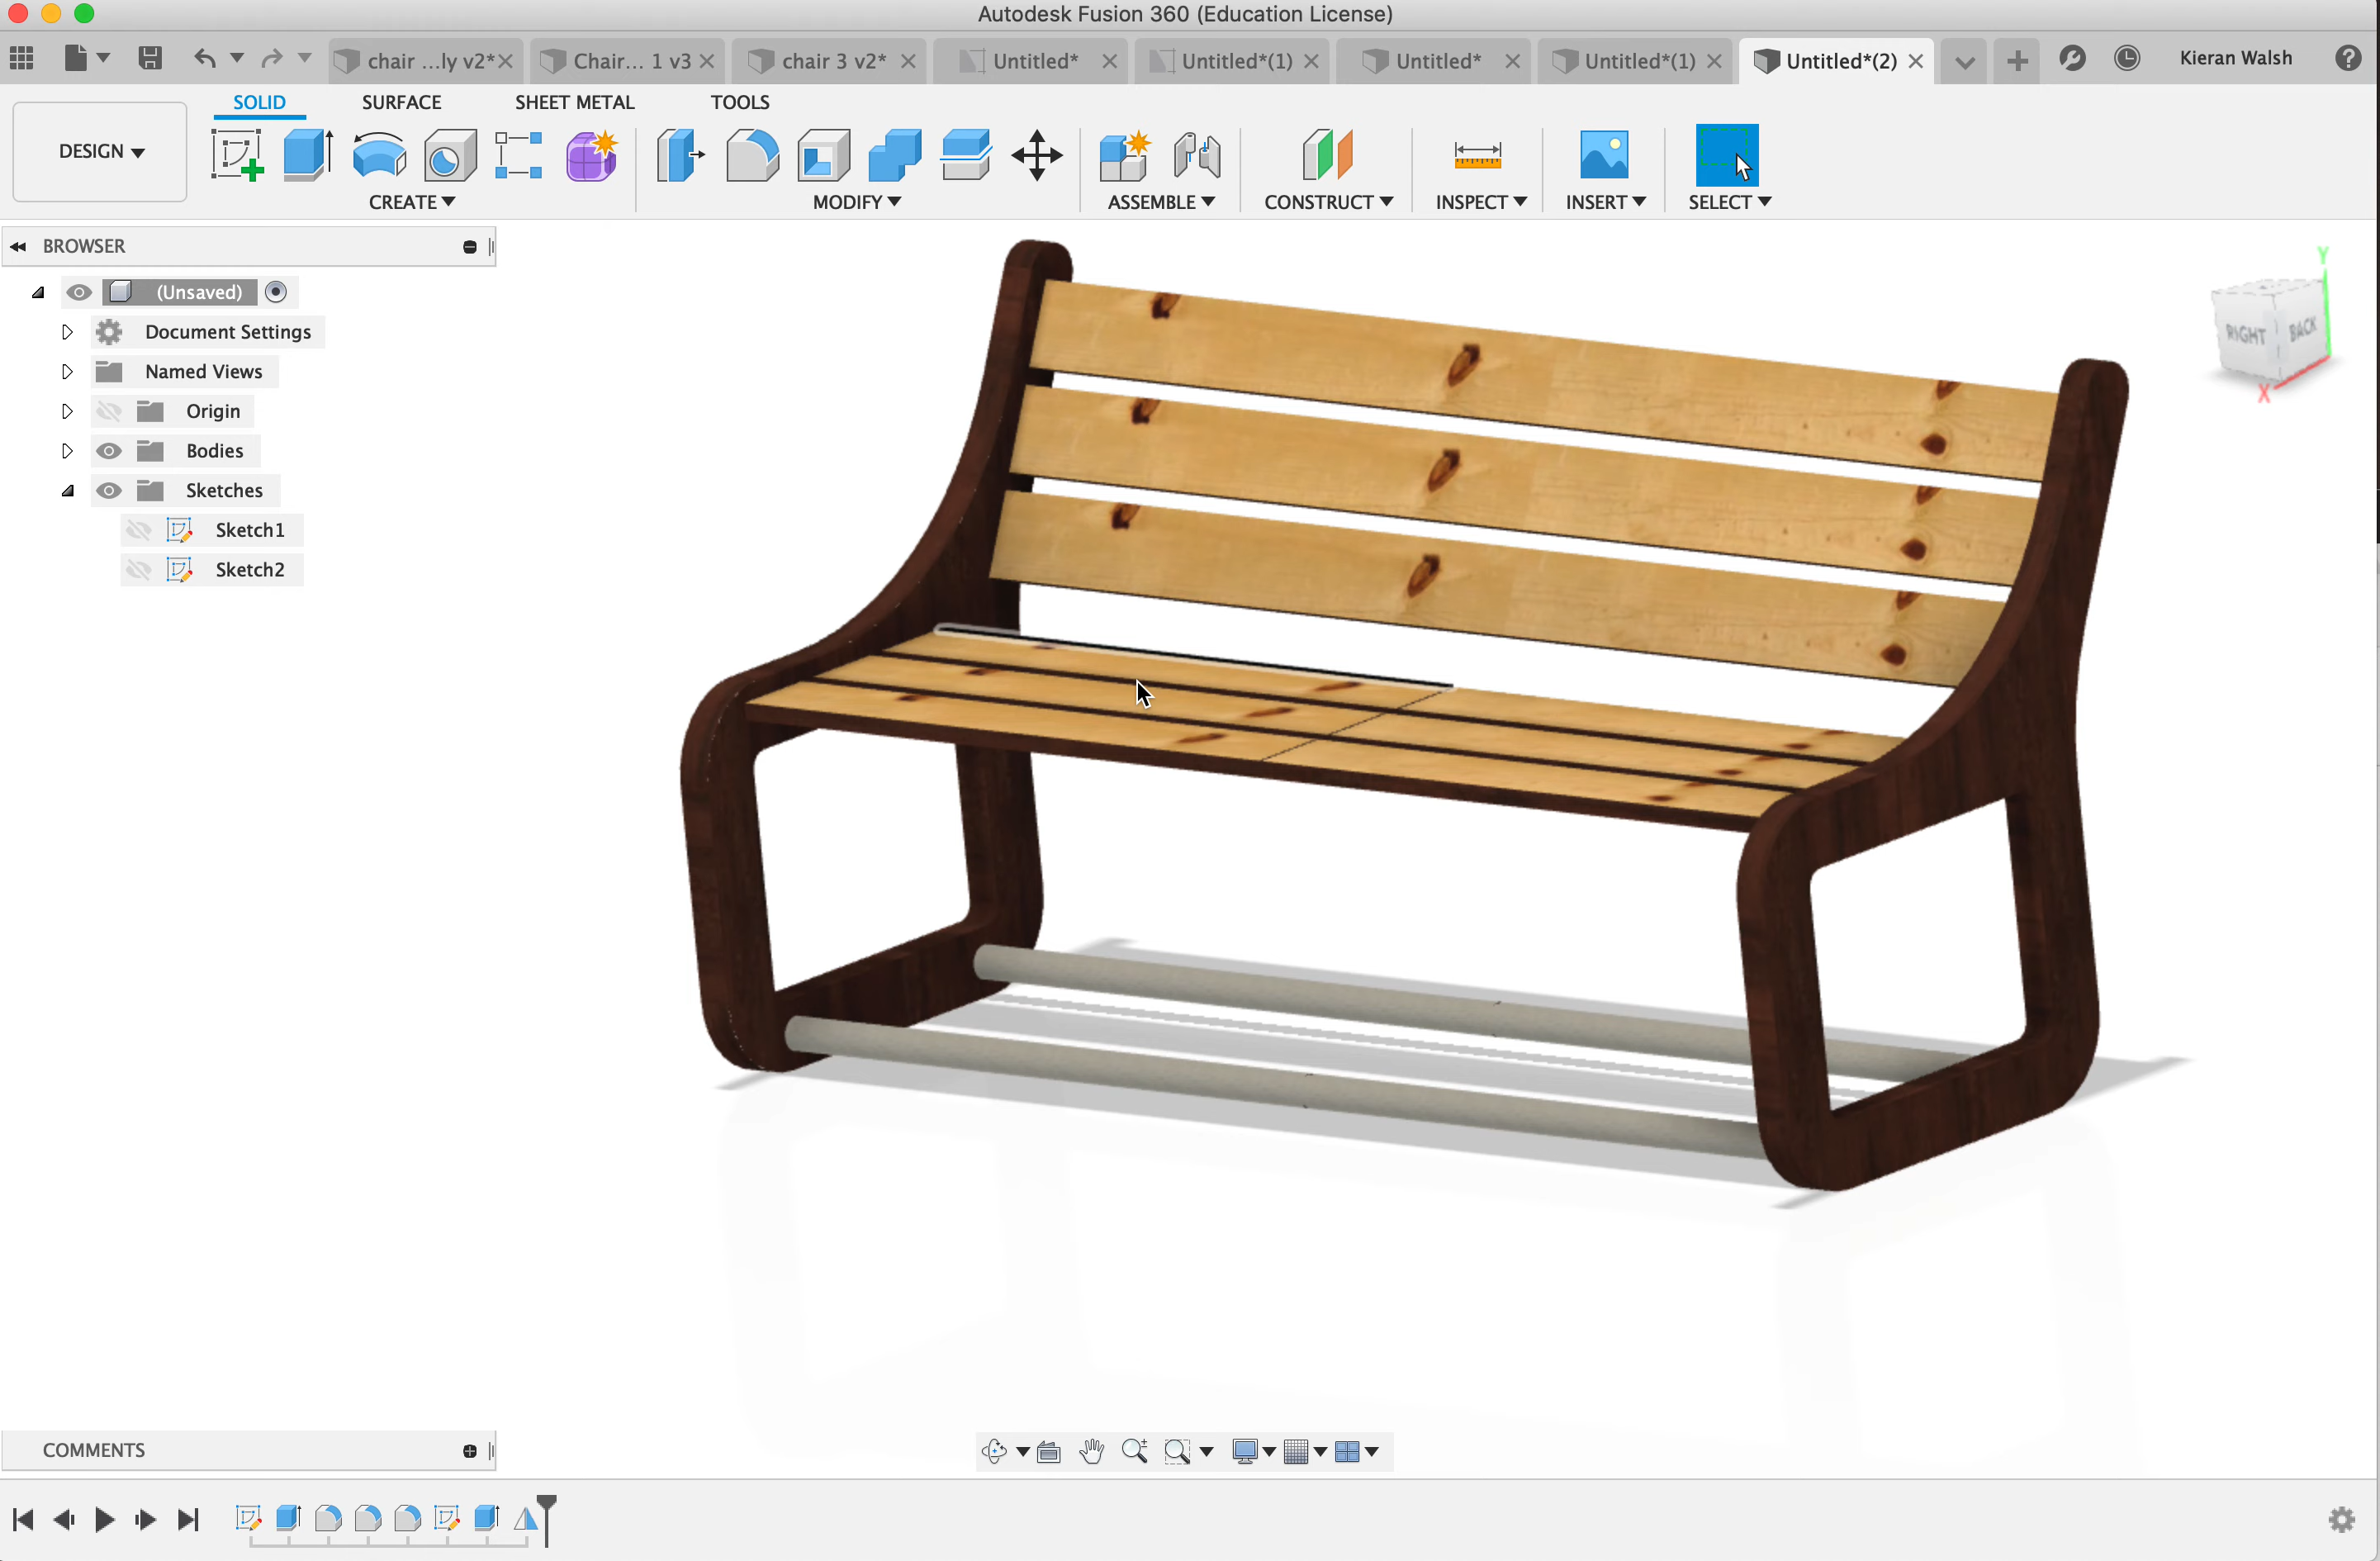 Autodesk Fusion 360 (Education License)
chair ...ly v2*
Chair... 1 v3
chair 3 v2*
Untitled*
Untitled*(1)
Untitled*
Untitled*(1)
Untitled*(2)
Kieran Walsh
DESIGN
SOLID
SURFACE
SHEET METAL
TOOLS
CREATE
MODIFY
ASSEMBLE
CONSTRUCT
INSPECT
INSERT
SELECT
BROWSER
(Unsaved)
Document Settings
Named Views
Origin
Bodies
Sketches
Sketch1
Sketch2
Y
RIGHT
BACK
X
COMMENTS